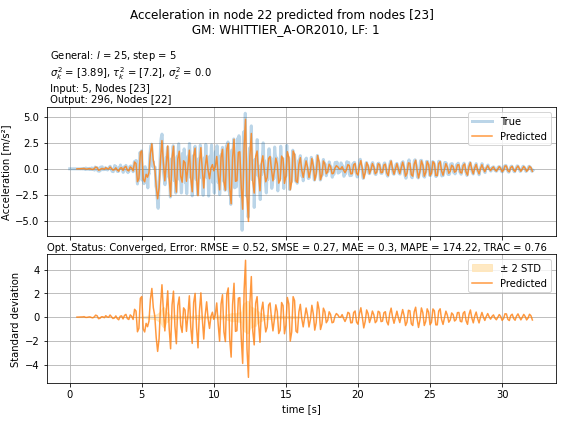 Acceleration in node 22 predicted from nodes [23]
GM: WHITTIER_A-OR2010, LF: 1
General: l = 25, step = 5
σ²ₖ = [3.89], τ²ₖ = [7.2], σ²ε = 0.0
Input: 5, Nodes [23]
Output: 296, Nodes [22]
Acceleration [m/s²]
5.0
2.5
0.0
−2.5
−5.0
True
Predicted
Opt. Status: Converged, Error: RMSE = 0.52, SMSE = 0.27, MAE = 0.3, MAPE = 174.22, TRAC = 0.76
Standard deviation
4
2
0
−2
−4
± 2 STD
Predicted
0 5 10 15 20 25 30
time [s]